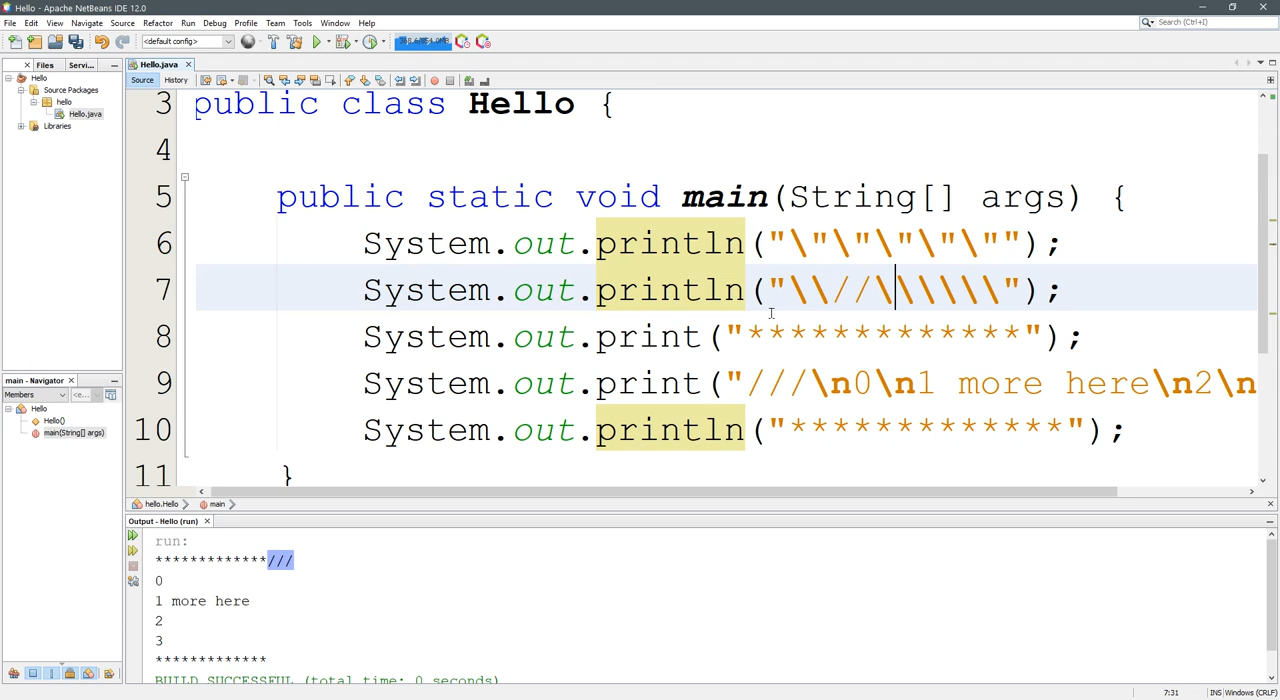 Hello - Apache NetBeans IDE 12.0
File Edit View Navigate Source Refactor Run Debug Profile Team Tools Window Help
Search (Ctrl+I)
<default config>
Files Servi...
Hello.java
Source History
Hello
Source Packages
hello
Hello.java
Libraries
3 public class Hello {
4
5 public static void main(String[] args) {
6 System.out.println("\"\"\"\"\"");
7 System.out.println("\\//\\\\\\");
8 System.out.print("*************");
9 System.out.print("///\n0\n1 more here\n2\n
10 System.out.println("*************");
11 }
main - Navigator
Members <e...
Hello
Hello()
main(String[] args)
hello.Hello main
Output - Hello (run)
run:
*************///
0
1 more here
2
3
*************
BUILD SUCCESSFUL (total time: 0 seconds)
7:31 INS Windows (CRLF)